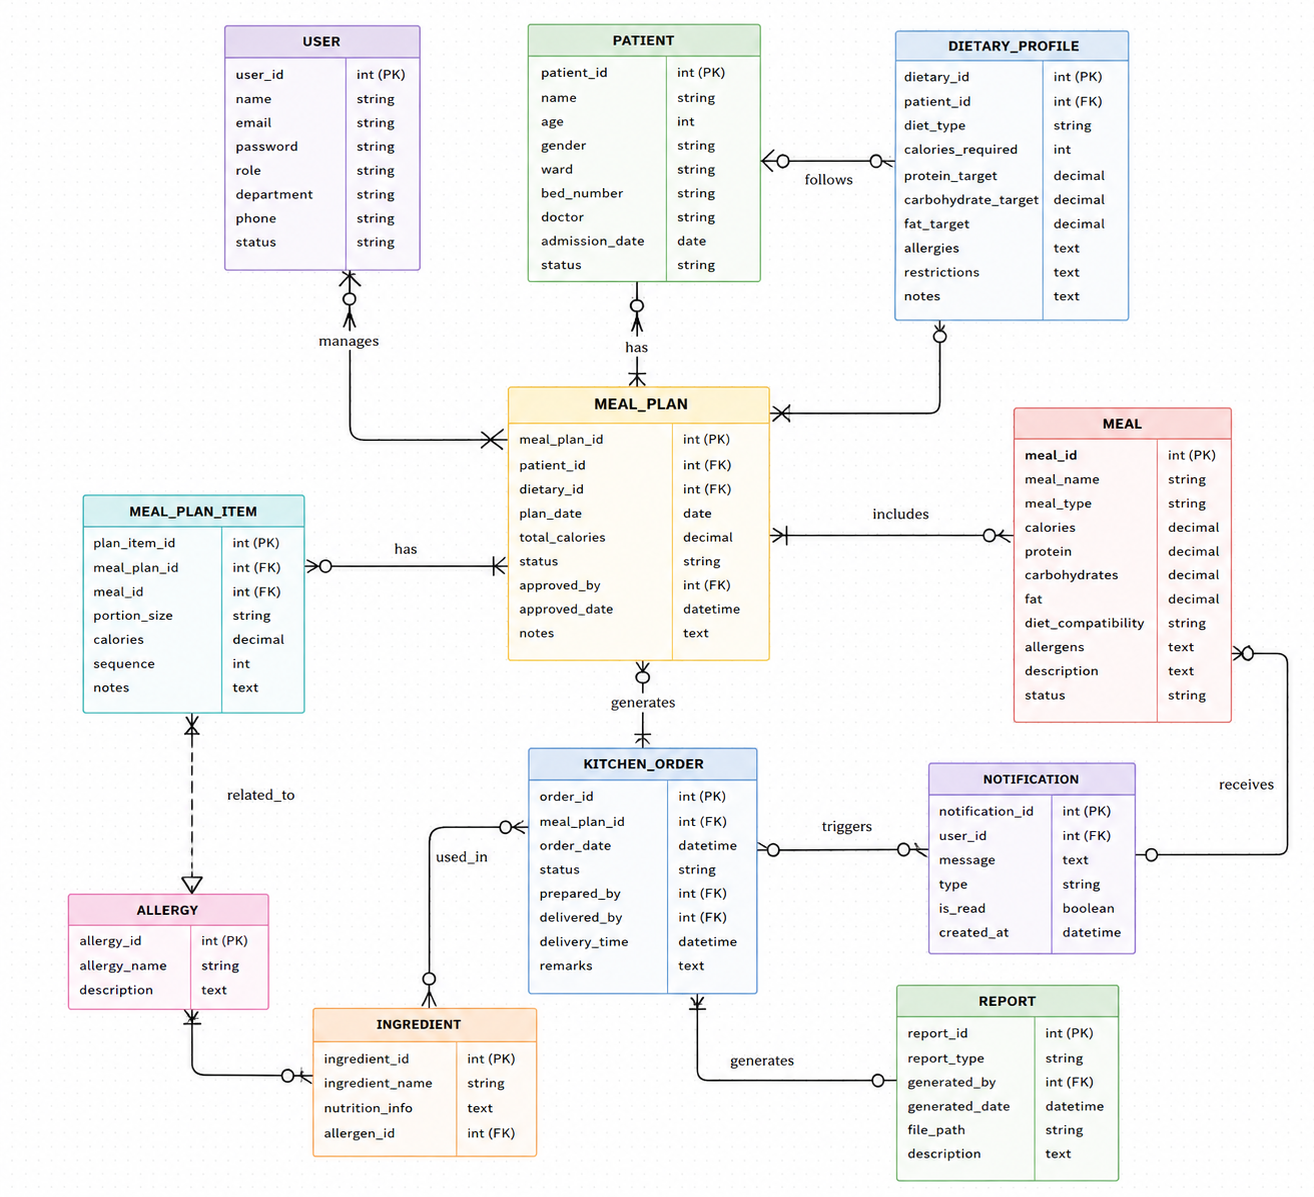 USER
user_id int (PK)
name string
email string
password string
role string
department string
phone string
status string
PATIENT
patient_id int (PK)
name string
age int
gender string
ward string
bed_number string
doctor string
admission_date date
status string
DIETARY_PROFILE
dietary_id int (PK)
patient_id int (FK)
diet_type string
calories_required int
protein_target decimal
carbohydrate_target decimal
fat_target decimal
allergies text
restrictions text
notes text
follows
manages
has
MEAL_PLAN
meal_plan_id int (PK)
patient_id int (FK)
dietary_id int (FK)
plan_date date
total_calories decimal
status string
approved_by int (FK)
approved_date datetime
notes text
MEAL
meal_id int (PK)
meal_name string
meal_type string
calories decimal
protein decimal
carbohydrates decimal
fat decimal
diet_compatibility string
allergens text
description text
status string
includes
MEAL_PLAN_ITEM
plan_item_id int (PK)
meal_plan_id int (FK)
meal_id int (FK)
portion_size string
calories decimal
sequence int
notes text
has
generates
related_to
KITCHEN_ORDER
order_id int (PK)
meal_plan_id int (FK)
order_date datetime
status string
prepared_by int (FK)
delivered_by int (FK)
delivery_time datetime
remarks text
triggers
receives
NOTIFICATION
notification_id int (PK)
user_id int (FK)
message text
type string
is_read boolean
created_at datetime
used_in
ALLERGY
allergy_id int (PK)
allergy_name string
description text
INGREDIENT
ingredient_id int (PK)
ingredient_name string
nutrition_info text
allergen_id int (FK)
generates
REPORT
report_id int (PK)
report_type string
generated_by int (FK)
generated_date datetime
file_path string
description text